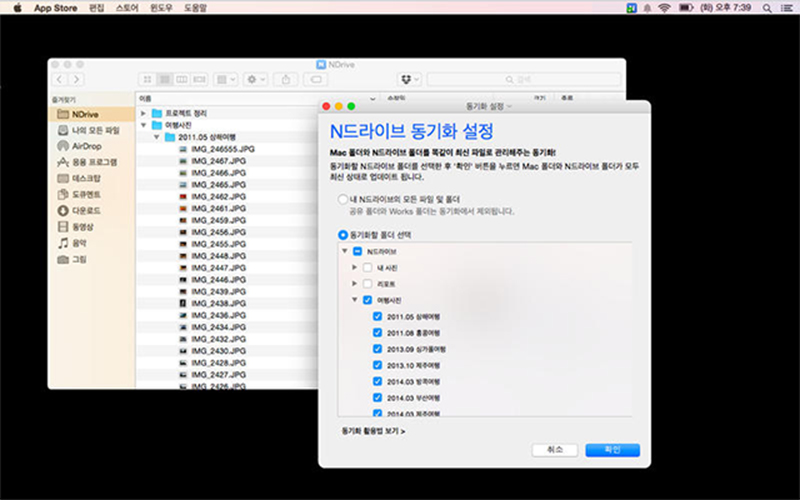 App Store 편집 스토어 윈도우 도움말 (화) 오후 7:39
NDrive
검색
즐겨찾기
NDrive
나의 모든 파일
AirDrop
응용 프로그램
데스크탑
도큐멘트
다운로드
동영상
음악
그림
이름 수정일 크기 종류
프로젝트 정리
여행사진
2011.05 상해여행
IMG_246555.JPG
IMG_2467.JPG
IMG_2466.JPG
IMG_2465.JPG
IMG_2462.JPG
IMG_2461.JPG
IMG_2459.JPG
IMG_2456.JPG
IMG_2455.JPG
IMG_2448.JPG
IMG_2447.JPG
IMG_2446.JPG
IMG_2439.JPG
IMG_2438.JPG
IMG_2436.JPG
IMG_2434.JPG
IMG_2432.JPG
IMG_2430.JPG
IMG_2428.JPG
IMG_2427.JPG
IMG_2426.JPG
동기화 설정
N드라이브 동기화 설정
Mac 폴더와 N드라이브 폴더를 똑같이 최신 파일로 관리해주는 동기화!
동기화할 N드라이브 폴더를 선택한 후 '확인' 버튼을 누르면 Mac 폴더와 N드라이브 폴더가 모두
최신 상태로 업데이트 됩니다.
내 N드라이브의 모든 파일 및 폴더
공유 폴더와 Works 폴더는 동기화에서 제외됩니다.
동기화할 폴더 선택
N드라이브
내 사진
리포트
여행사진
2011.05 상해여행
2011.08 홍콩여행
2013.09 싱가폴여행
2013.10 제주여행
2014.03 방콕여행
2014.03 부산여행
2014.03 제주여행
동기화 활용법 보기 >
취소 확인